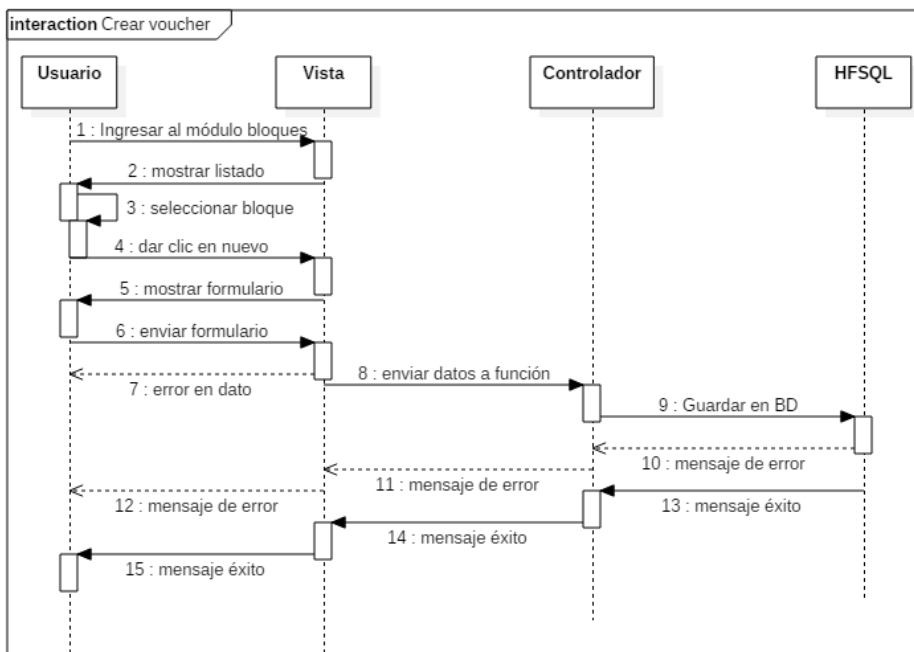 interaction Crear voucher
Usuario
Vista
Controlador
HFSQL
1 : Ingresar al módulo bloques
2 : mostrar listado
3 : seleccionar bloque
4 : dar clic en nuevo
5 : mostrar formulario
6 : enviar formulario
7 : error en dato
8 : enviar datos a función
9 : Guardar en BD
10 : mensaje de error
11 : mensaje de error
12 : mensaje de error
13 : mensaje éxito
14 : mensaje éxito
15 : mensaje éxito